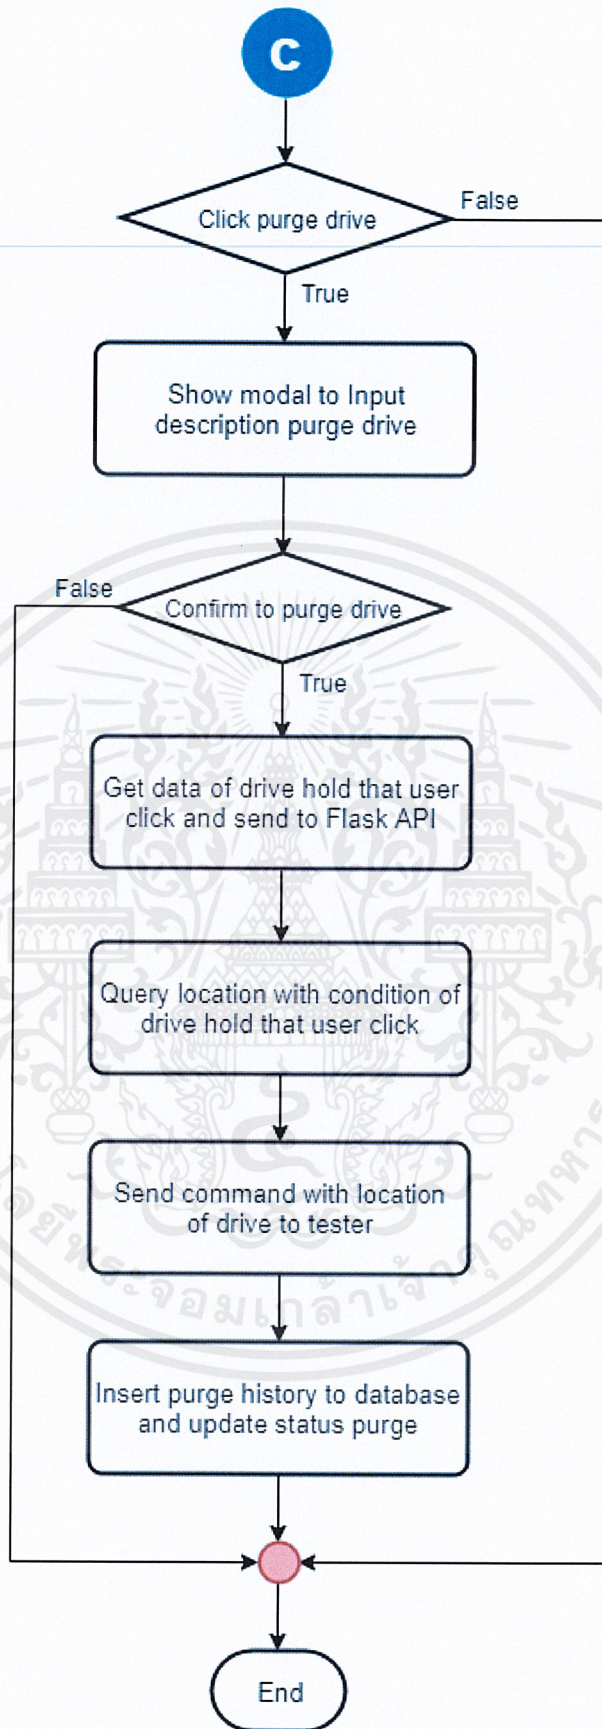 C
Click purge drive
False
True
Show modal to Input
description purge drive
False
Confirm to purge drive
True
Get data of drive hold that user
click and send to Flask API
Query location with condition of
drive hold that user click
Send command with location
of drive to tester
Insert purge history to database
and update status purge
End